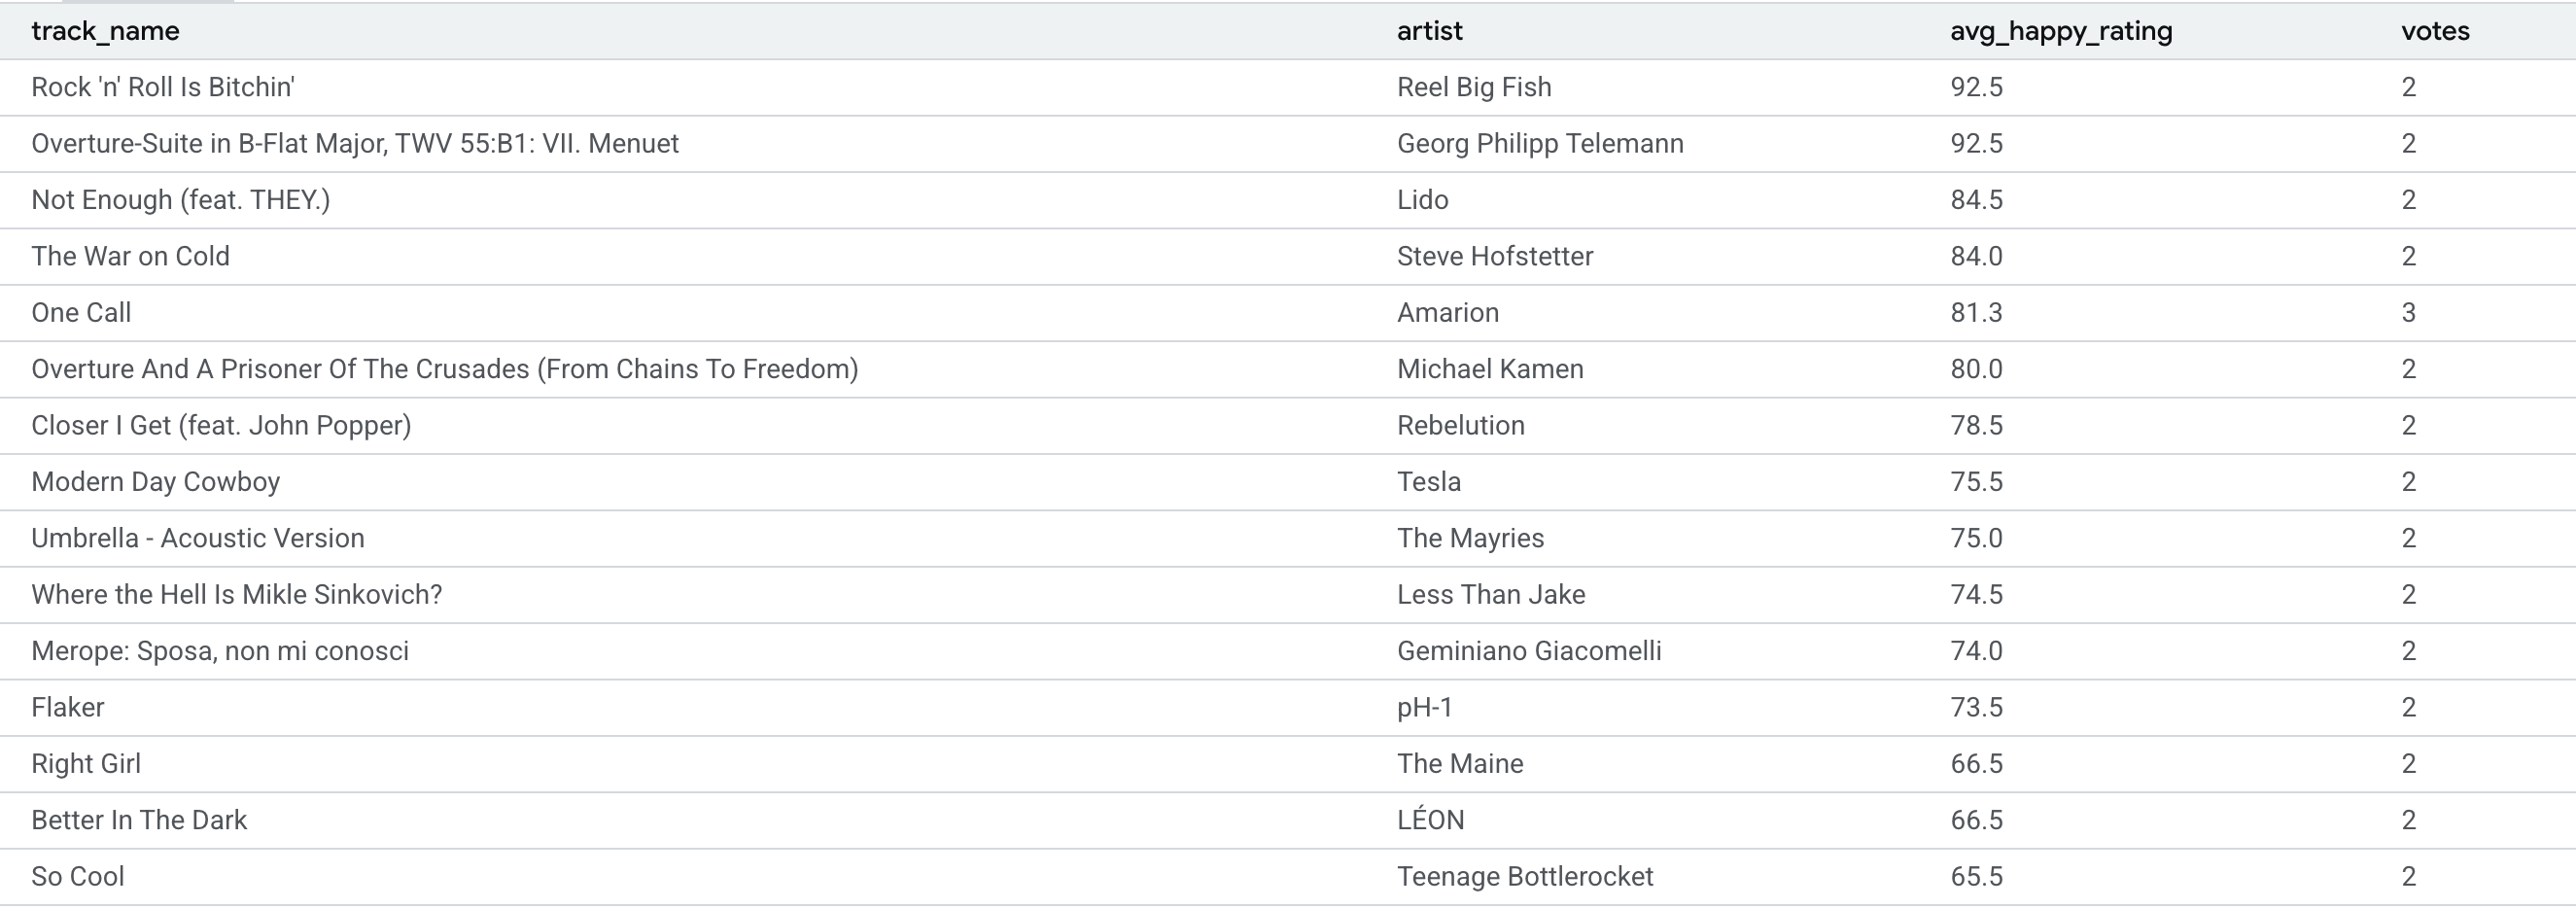 track_name artist avg_happy_rating votes
Rock 'n' Roll Is Bitchin' Reel Big Fish 92.5 2
Overture-Suite in B-Flat Major, TWV 55:B1: VII. Menuet Georg Philipp Telemann 92.5 2
Not Enough (feat. THEY.) Lido 84.5 2
The War on Cold Steve Hofstetter 84.0 2
One Call Amarion 81.3 3
Overture And A Prisoner Of The Crusades (From Chains To Freedom) Michael Kamen 80.0 2
Closer I Get (feat. John Popper) Rebelution 78.5 2
Modern Day Cowboy Tesla 75.5 2
Umbrella - Acoustic Version The Mayries 75.0 2
Where the Hell Is Mikle Sinkovich? Less Than Jake 74.5 2
Merope: Sposa, non mi conosci Geminiano Giacomelli 74.0 2
Flaker pH-1 73.5 2
Right Girl The Maine 66.5 2
Better In The Dark LÉON 66.5 2
So Cool Teenage Bottlerocket 65.5 2